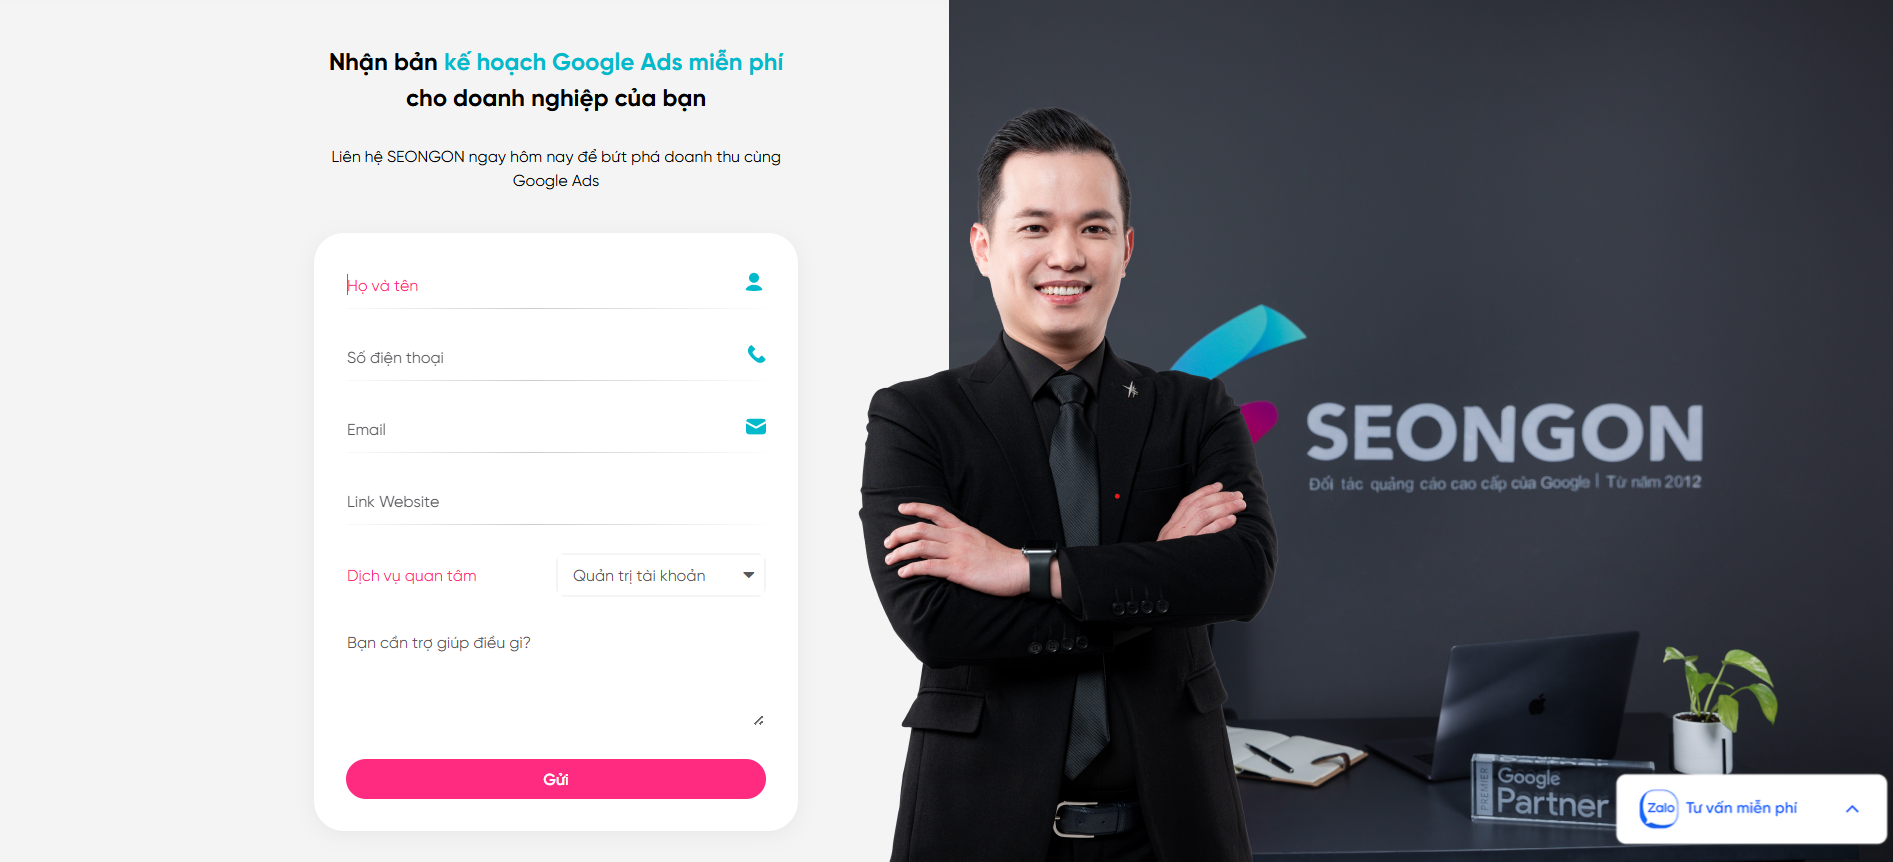 Nhận bản kế hoạch Google Ads miễn phí
cho doanh nghiệp của bạn
Liên hệ SEONGON ngay hôm nay để bứt phá doanh thu cùng
Google Ads
Họ và tên
Số điện thoại
Email
Link Website
Dịch vụ quan tâm
Quản trị tài khoản
Bạn cần trợ giúp điều gì?
Gửi
SEONGON
Đối tác quảng cáo cao cấp của Google | Từ năm 2012
PREMIER
Google
Partner
Zalo
Tư vấn miễn phí